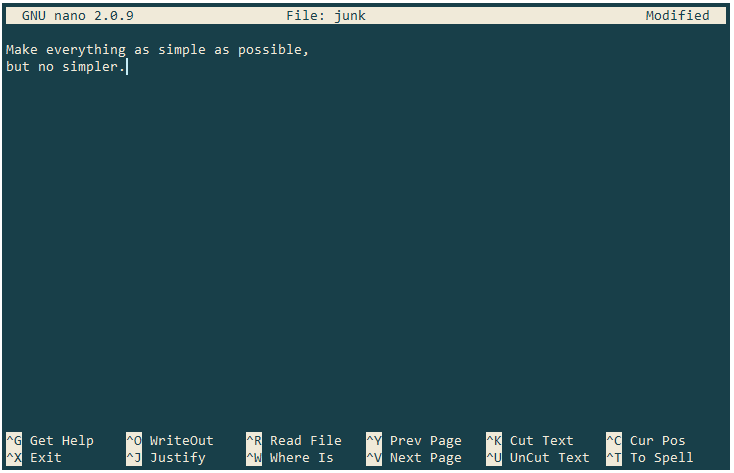 GNU nano 2.0.9 File: junk Modified
Make everything as simple as possible,
but no simpler.
^G Get Help ^O WriteOut ^R Read File ^Y Prev Page ^K Cut Text ^C Cur Pos
^X Exit ^J Justify ^W Where Is ^V Next Page ^U UnCut Text ^T To Spell